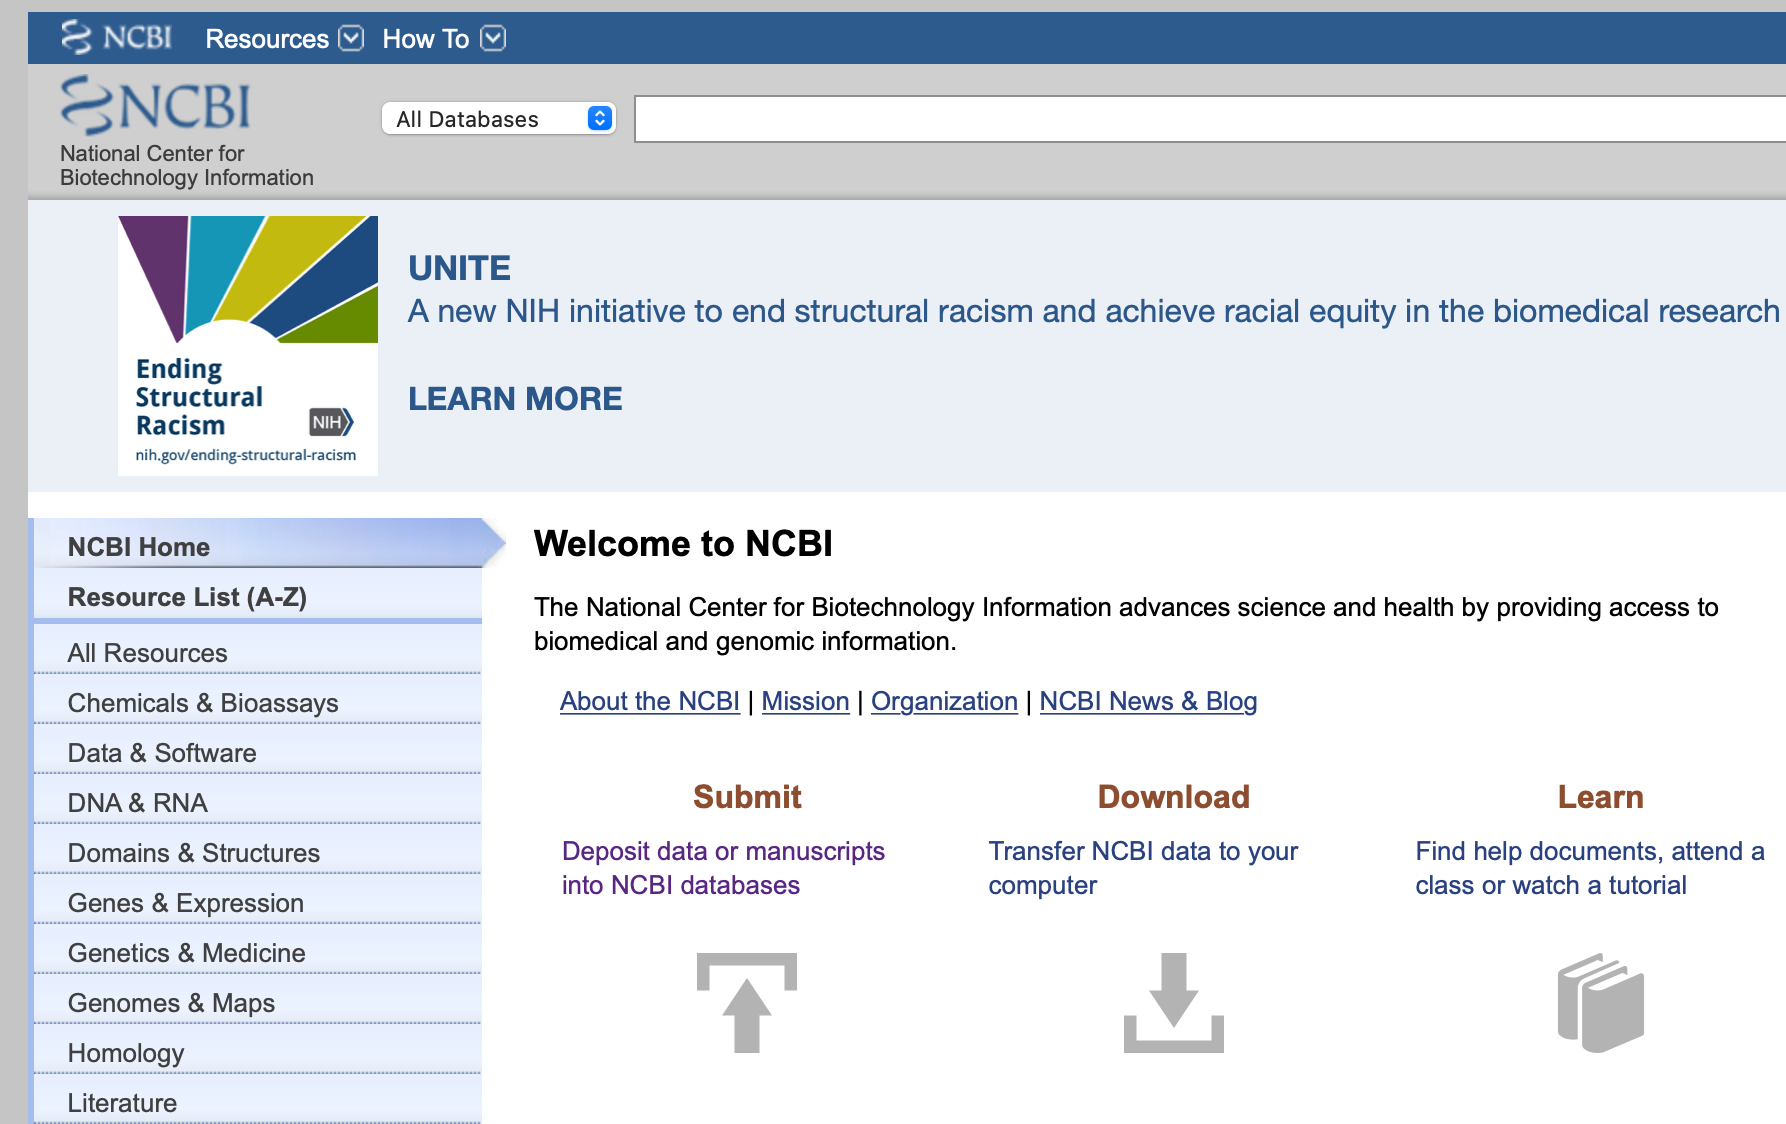 NCBI Resources How To
NCBI
National Center for
Biotechnology Information
All Databases
Ending
Structural
Racism
NIH
nih.gov/ending-structural-racism
UNITE
A new NIH initiative to end structural racism and achieve racial equity in the biomedical research
LEARN MORE
NCBI Home
Resource List (A-Z)
All Resources
Chemicals & Bioassays
Data & Software
DNA & RNA
Domains & Structures
Genes & Expression
Genetics & Medicine
Genomes & Maps
Homology
Literature
Welcome to NCBI
The National Center for Biotechnology Information advances science and health by providing access to
biomedical and genomic information.
About the NCBI | Mission | Organization | NCBI News & Blog
Submit
Deposit data or manuscripts
into NCBI databases
Download
Transfer NCBI data to your
computer
Learn
Find help documents, attend a
class or watch a tutorial